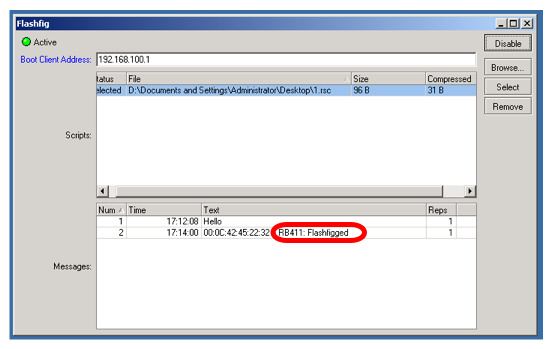 Flashfig
Active
Disable
Boot Client Address: 192.168.100.1
Browse...
tatus File Size Compressed
elected D:\Documents and Settings\Administrator\Desktop\1.rsc 96 B 31 B
Select
Remove
Scripts:
Num Time Text Reps
1 17:12:08 Hello 1
2 17:14:00 00:0C:42:45:22:32 RB411: Flashfigged 1
Messages: